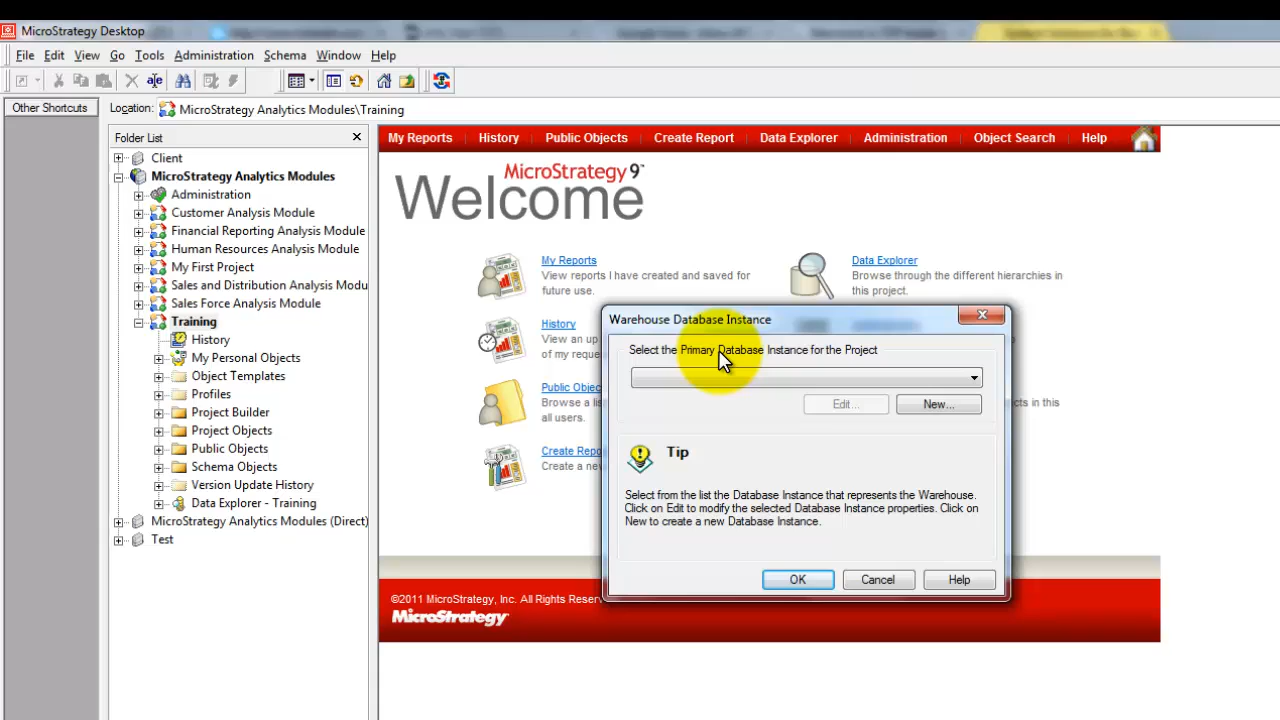 MicroStrategy Desktop
File Edit View Go Tools Administration Schema Window Help
Other Shortcuts
Location: MicroStrategy Analytics Modules\Training
Folder List
Client
MicroStrategy Analytics Modules
Administration
Customer Analysis Module
Financial Reporting Analysis Module
Human Resources Analysis Module
My First Project
Sales and Distribution Analysis Modu
Sales Force Analysis Module
Training
History
My Personal Objects
Object Templates
Profiles
Project Builder
Project Objects
Public Objects
Schema Objects
Version Update History
Data Explorer - Training
MicroStrategy Analytics Modules (Direct)
Test
My Reports History Public Objects Create Report Data Explorer Administration Object Search Help
MicroStrategy 9™
Welcome
My Reports
View reports I have created and saved for
future use.
Data Explorer
Browse through the different hierarchies in
this project.
History
View an up
of my reque
Public Objec
Browse a lis
all users.
cts in this
Create Repo
Create a new
Warehouse Database Instance
Select the Primary Database Instance for the Project
Edit... New...
Tip
Select from the list the Database Instance that represents the Warehouse.
Click on Edit to modify the selected Database Instance properties. Click on
New to create a new Database Instance.
OK Cancel Help
©2011 MicroStrategy, Inc. All Rights Reserv
MicroStrategy